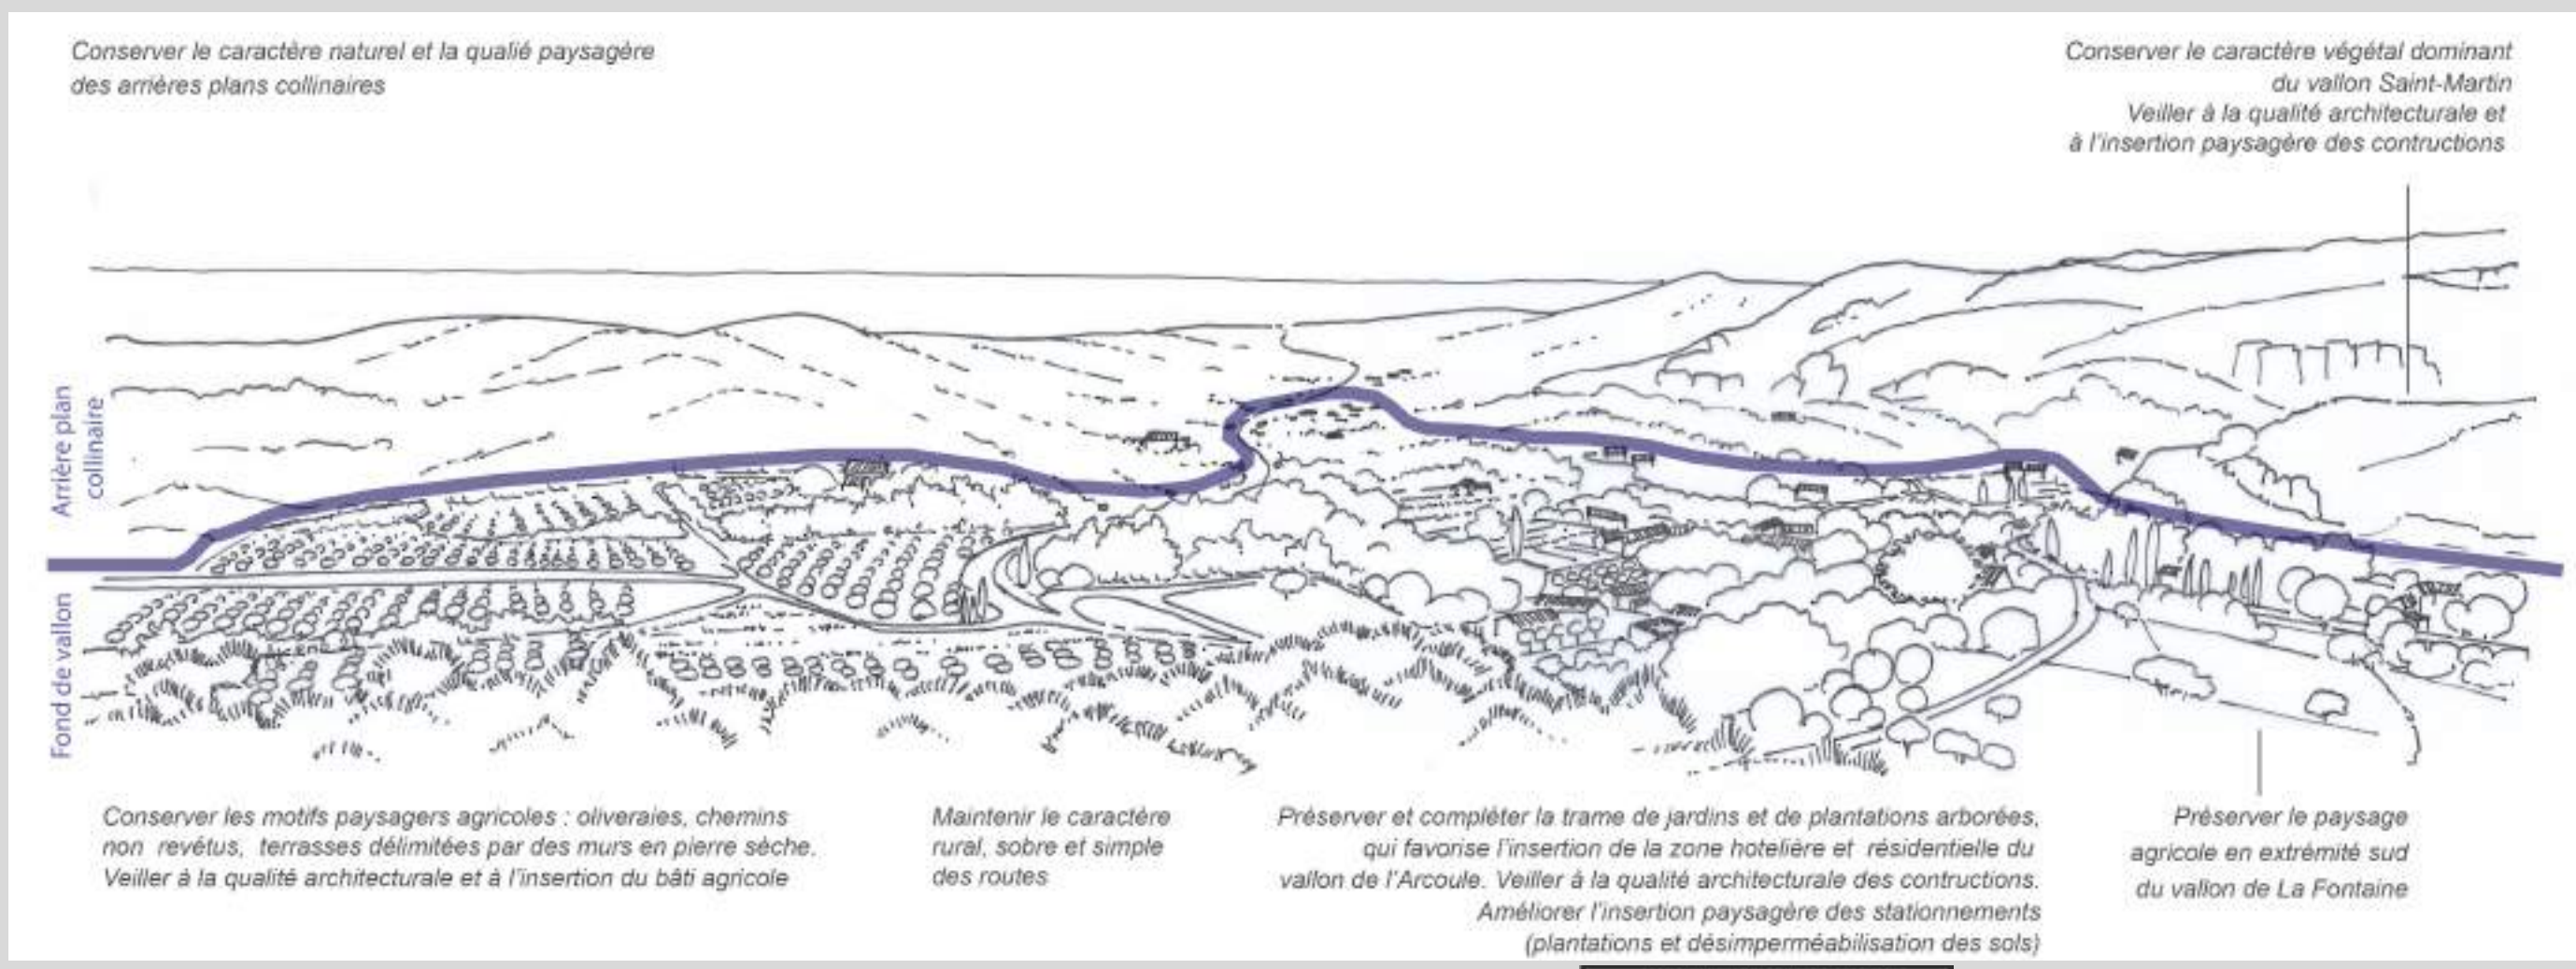 Conserver le caractère naturel et la qualié paysagère
des arrières plans collinaires
Conserver le caractère végétal dominant
du vallon Saint-Martin
Veiller à la qualité architecturale et
à l'insertion paysagère des contructions
Arrière plan
collinaire
Fond de vallon
Conserver les motifs paysagers agricoles : oliveraies, chemins
non revétus, terrasses délimitées par des murs en pierre sèche.
Veiller à la qualité architecturale et à l'insertion du bâti agricole
Maintenir le caractère
rural, sobre et simple
des routes
Préserver et compléter la trame de jardins et de plantations arborées,
qui favorise l'insertion de la zone hotelière et résidentielle du
vallon de l'Arcoule. Veiller à la qualité architecturale des contructions.
Améliorer l'insertion paysagère des stationnements
(plantations et désimperméabilisation des sols)
Préserver le paysage
agricole en extrémité sud
du vallon de La Fontaine